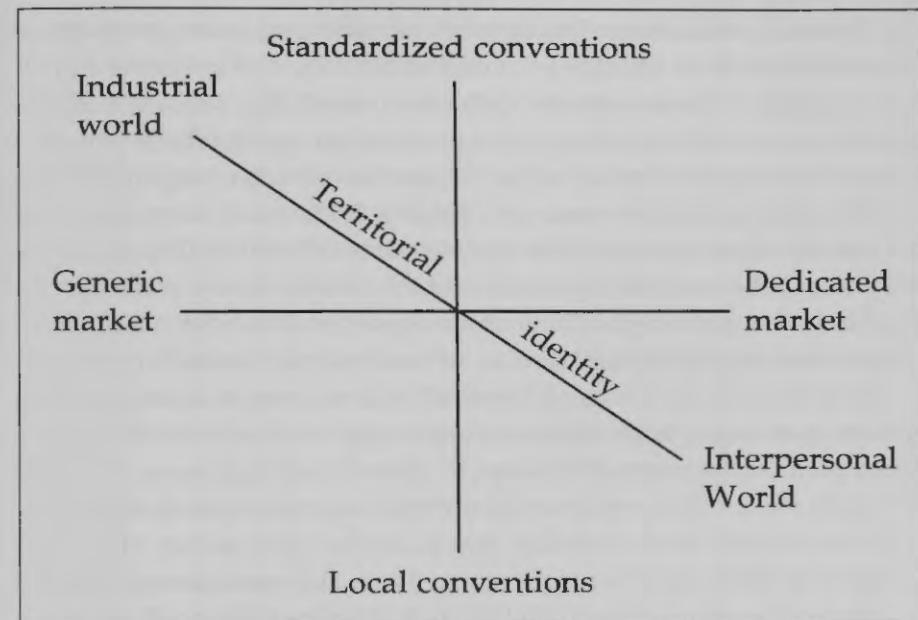 Standardized conventions
Industrial
world
Territorial
Generic
market
Dedicated
market
identity
Interpersonal
World
Local conventions